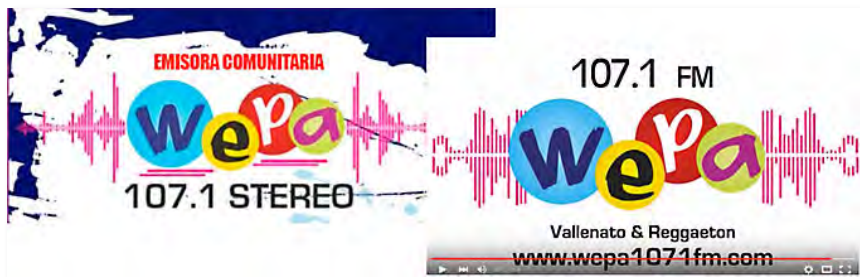 EMISORA COMUNITARIA
wepa
107.1 STEREO
107.1 FM
wepa
Vallenato & Reggaeton
www.wepa1071fm.com